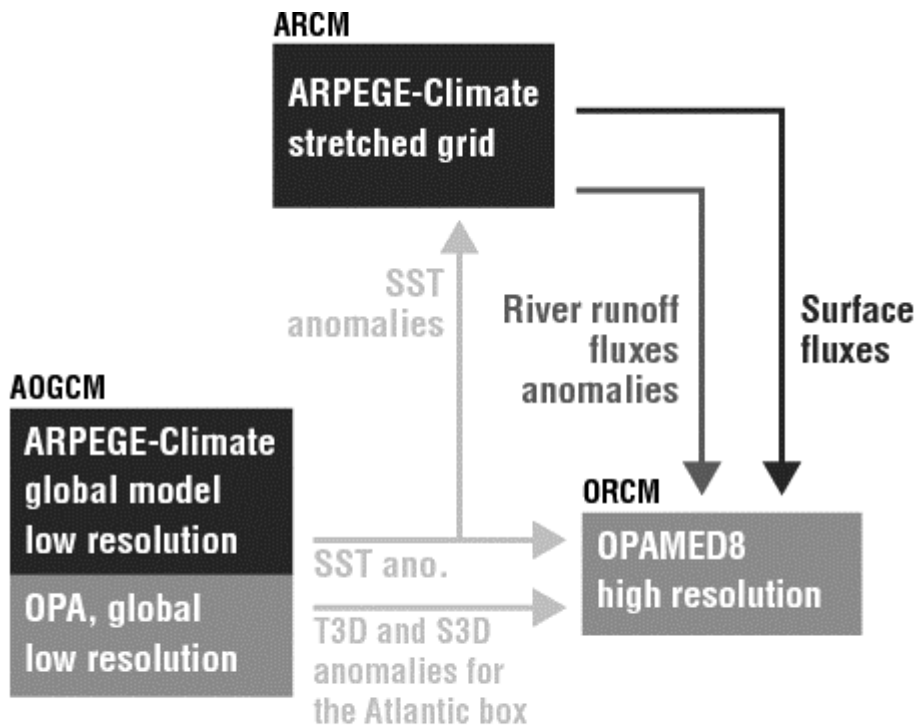 ARCM
ARPEGE-Climate
stretched grid
SST
anomalies
River runoff
fluxes
anomalies
Surface
fluxes
AOGCM
ARPEGE-Climate
global model
low resolution
OPA, global
low resolution
SST ano.
T3D and S3D
anomalies for
the Atlantic box
ORCM
OPAMED8
high resolution